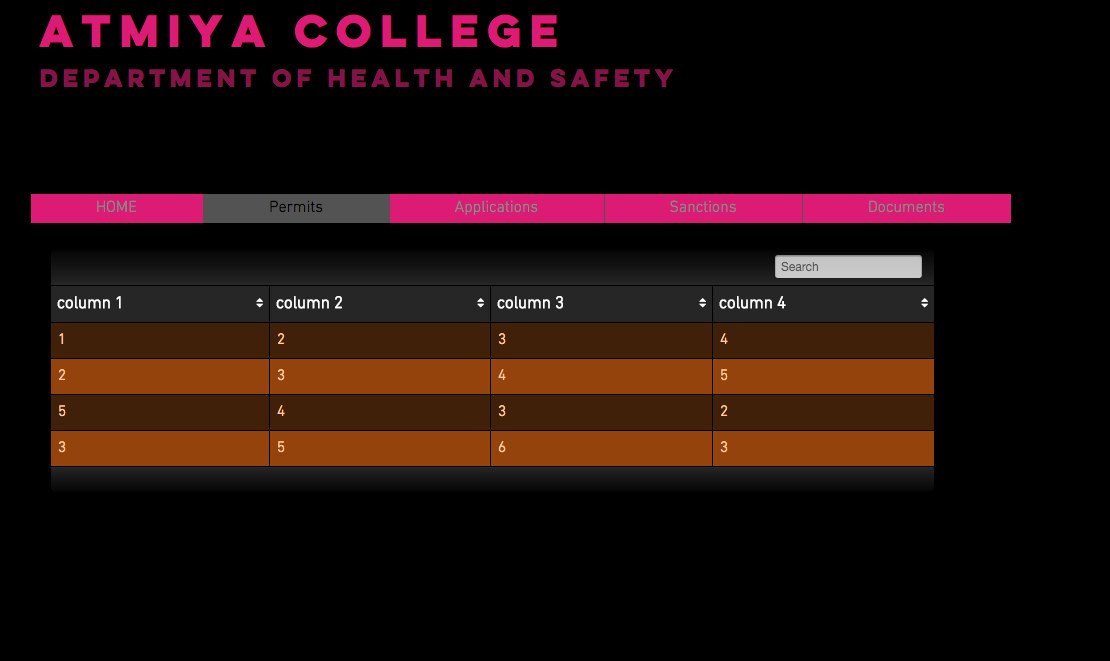 ATMIYA COLLEGE
DEPARTMENT OF HEALTH AND SAFETY
HOME Permits Applications Sanctions Documents
Search
column 1 column 2 column 3 column 4
1 2 3 4
2 3 4 5
5 4 3 2
3 5 6 3